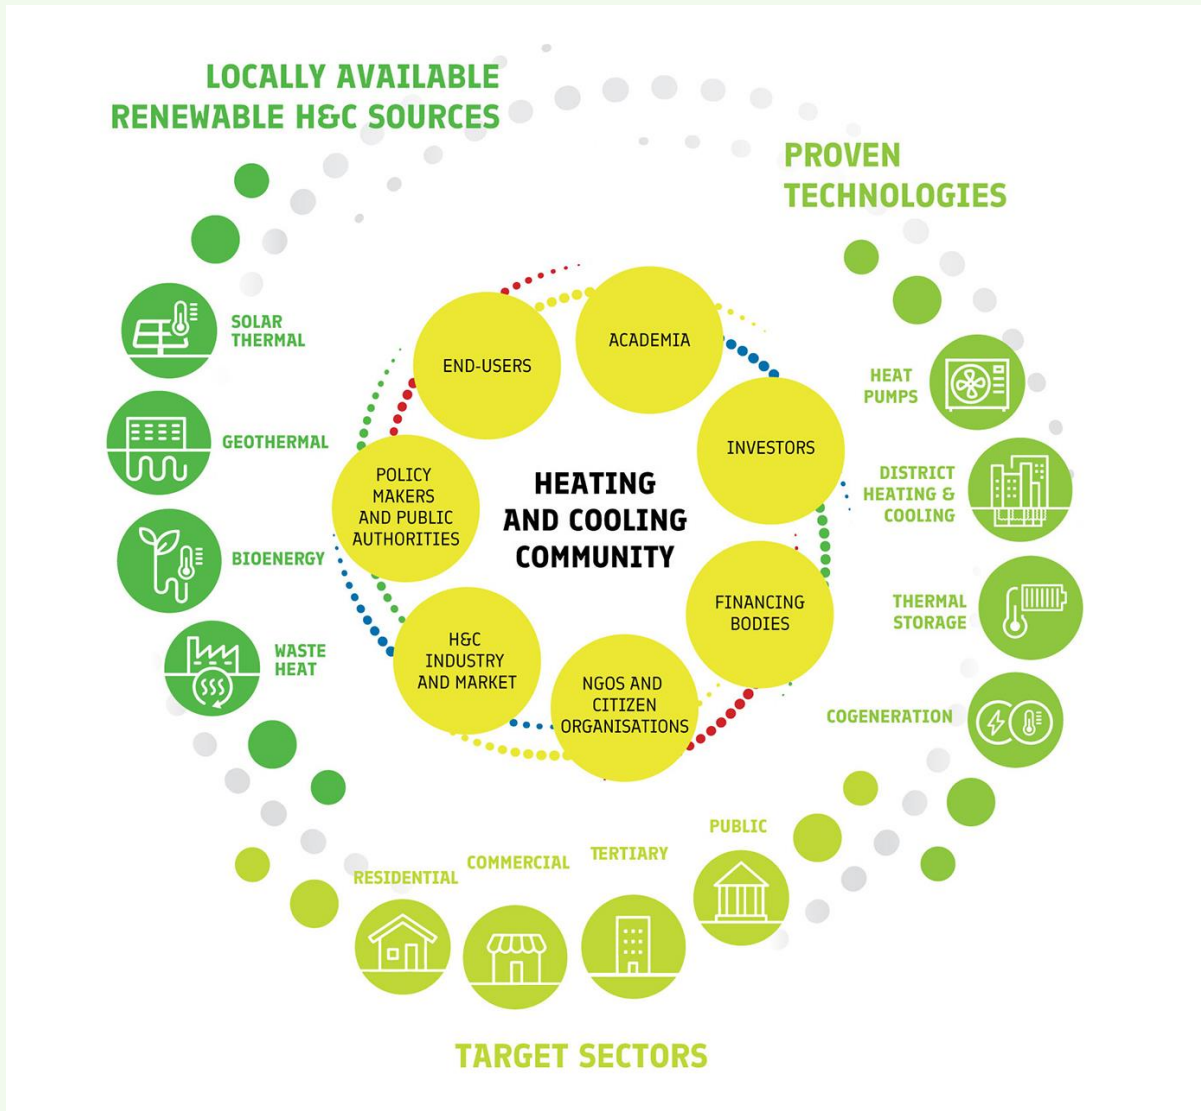 LOCALLY AVAILABLE
RENEWABLE H&C SOURCES
PROVEN
TECHNOLOGIES
SOLAR
THERMAL
GEOTHERMAL
BIOENERGY
WASTE
HEAT
END-USERS
ACADEMIA
INVESTORS
POLICY
MAKERS
AND PUBLIC
AUTHORITIES
HEATING
AND COOLING
COMMUNITY
FINANCING
BODIES
H&C
INDUSTRY
AND MARKET
NGOS AND
CITIZEN
ORGANISATIONS
HEAT
PUMPS
DISTRICT
HEATING &
COOLING
THERMAL
STORAGE
COGENERATION
RESIDENTIAL
COMMERCIAL
TERTIARY
PUBLIC
TARGET SECTORS